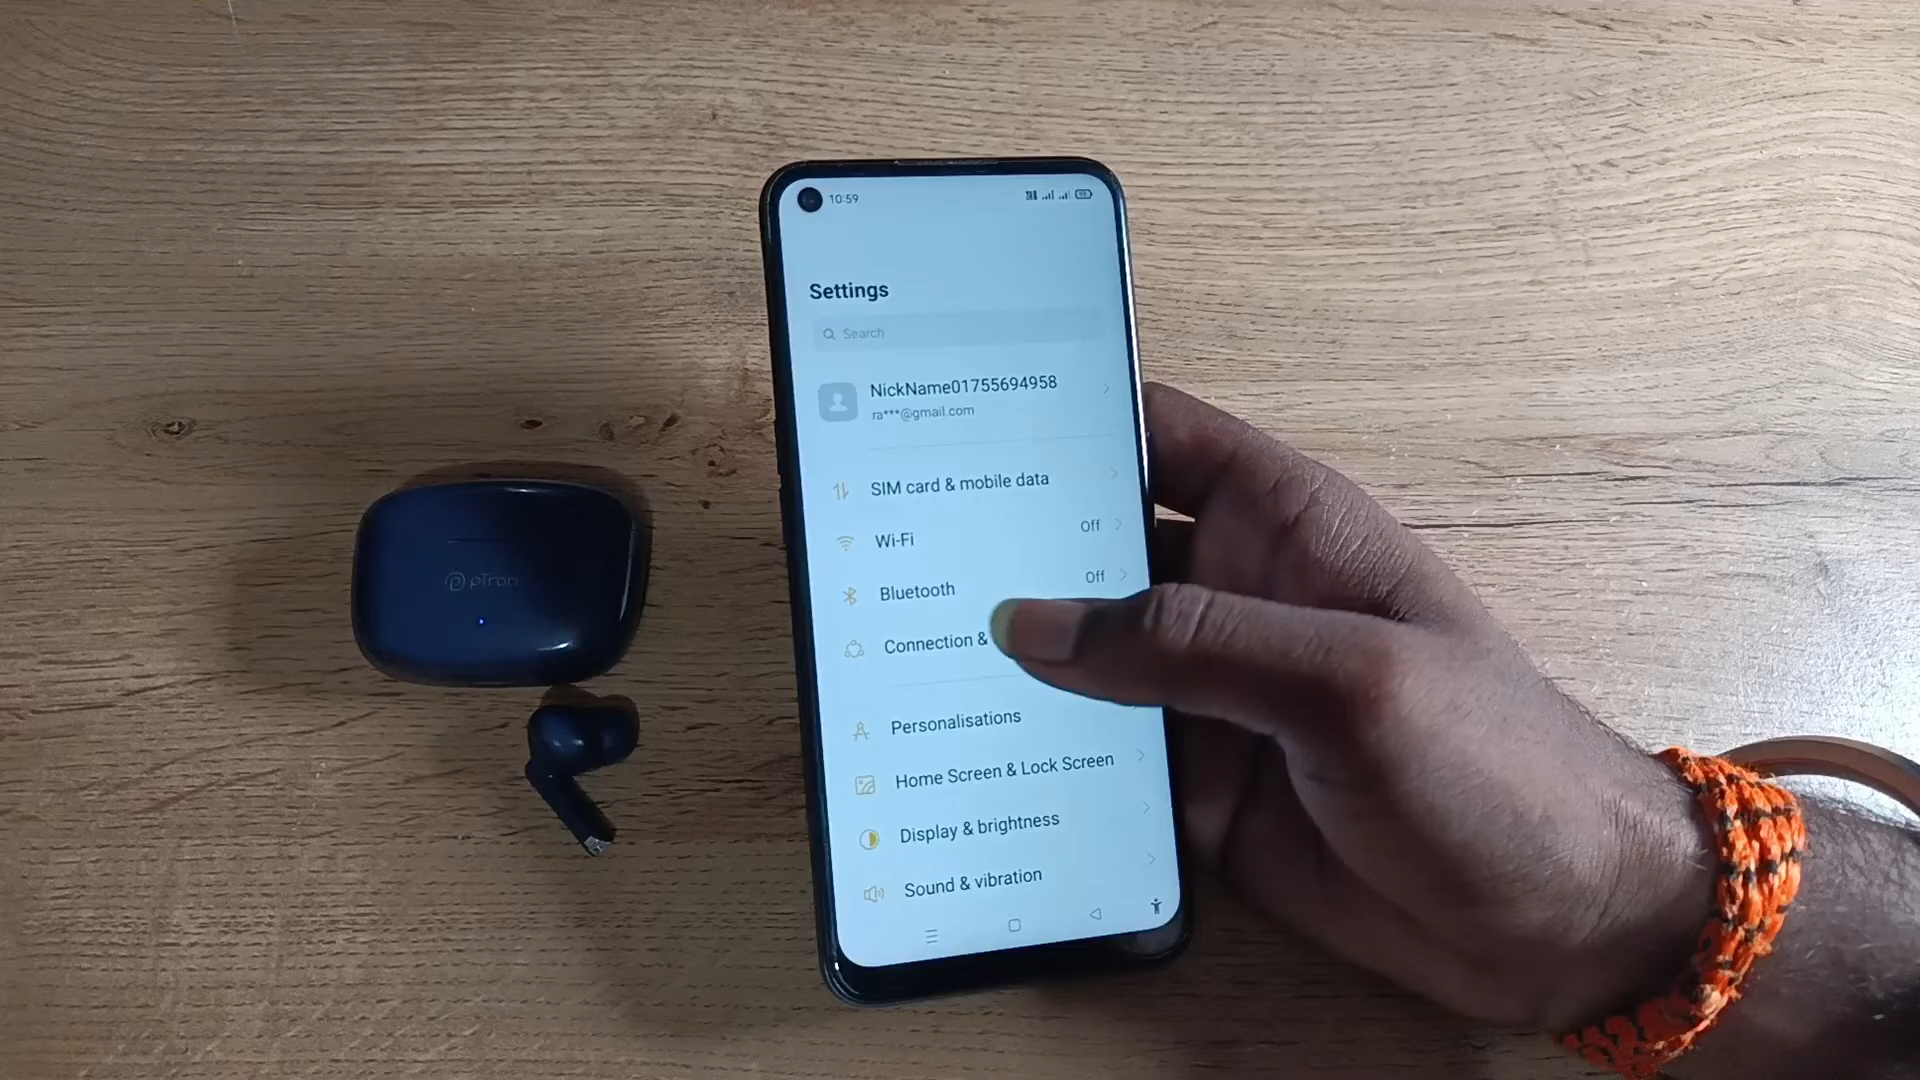 10:59
Settings
Search
NickName01755694958
ra***@gmail.com
SIM card & mobile data
Wi-Fi
Off
Bluetooth
Off
Connection &
Personalisations
Home Screen & Lock Screen
Display & brightness
Sound & vibration
pTron